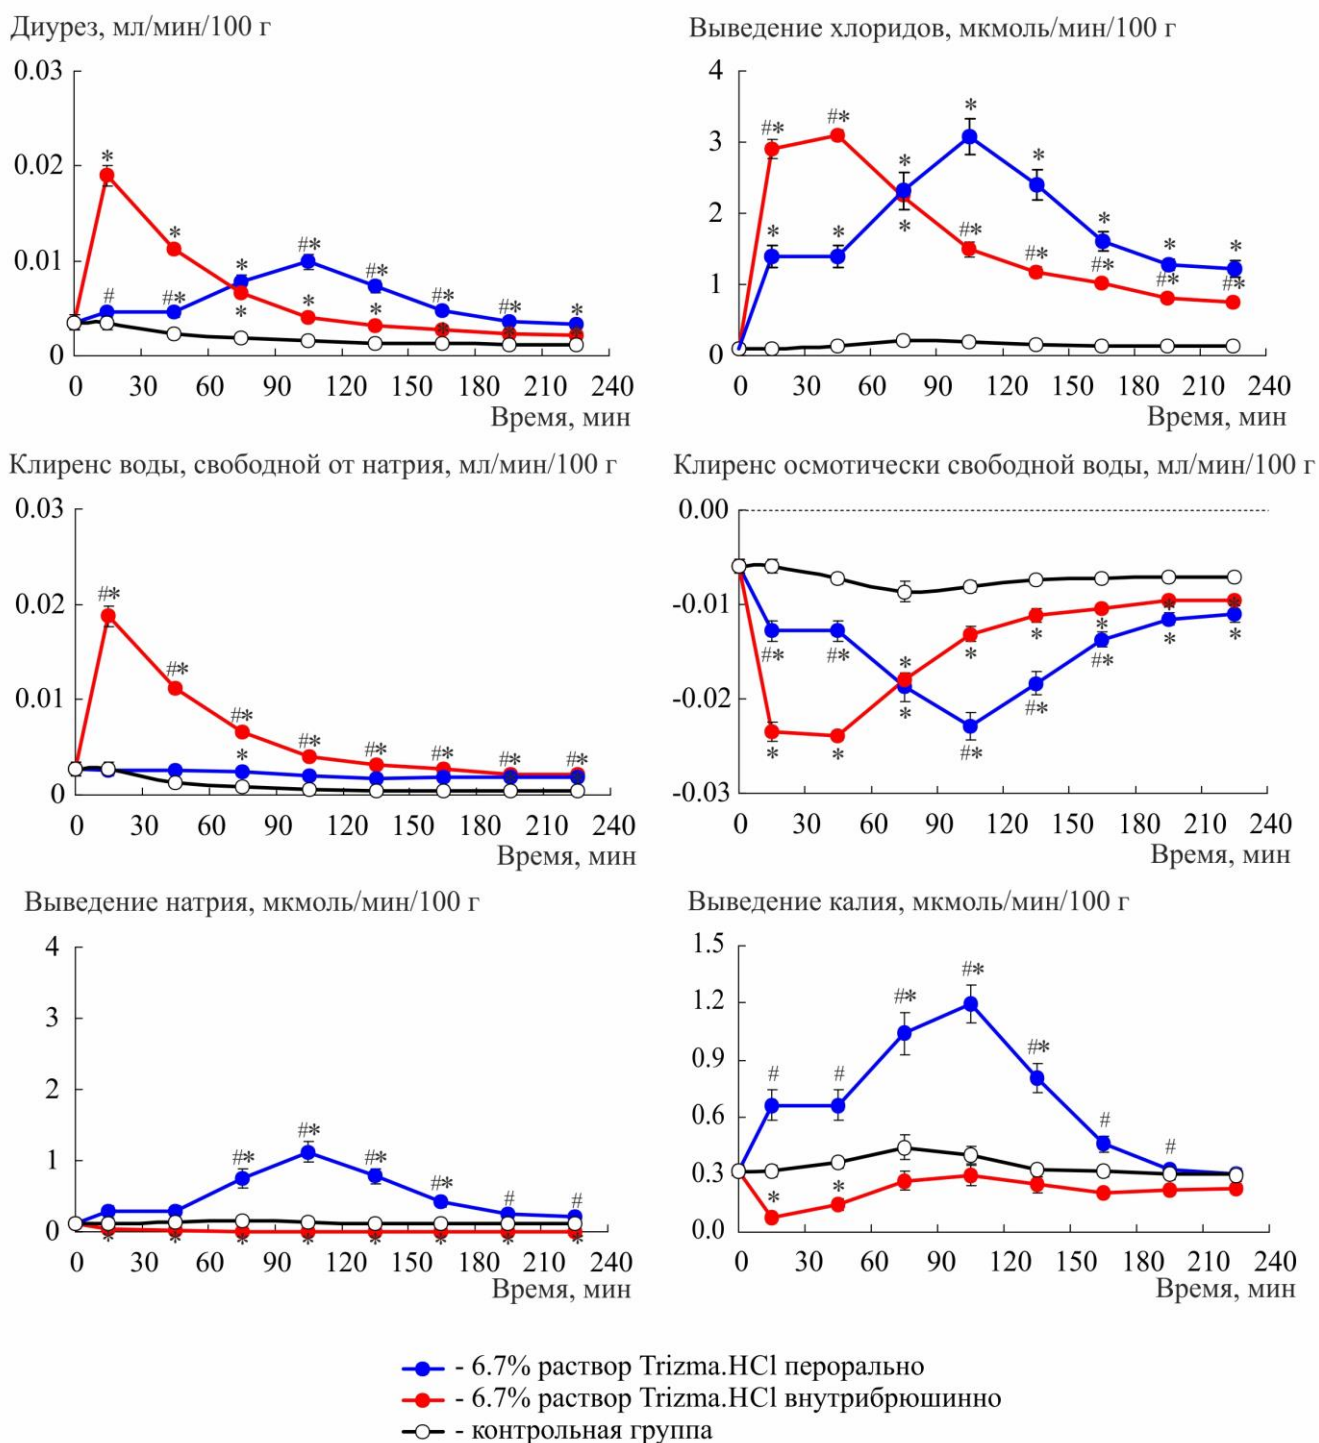 Диурез, мл/мин/100 г
0.03
0.02
0.01
0
* * * * #* #* #* #* *
# #* * * * * * *
0 30 60 90 120 150 180 210 240
Время, мин
Выведение хлоридов, мкмоль/мин/100 г
4
3
2
1
0
#* #* * * * * * *
* * * #* #* #* #* #*
0 30 60 90 120 150 180 210 240
Время, мин
Клиренс воды, свободной от натрия, мл/мин/100 г
0.03
0.02
0.01
0
#* #* #* #* #* #* #* #*
*
0 30 60 90 120 150 180 210 240
Время, мин
Клиренс осмотически свободной воды, мл/мин/100 г
0.00
-0.01
-0.02
-0.03
#* #* * * * * * *
* * * #* #* #* * *
0 30 60 90 120 150 180 210 240
Время, мин
Выведение натрия, мкмоль/мин/100 г
4
3
2
1
0
#* #* #* #* # #
* * * * * * * *
0 30 60 90 120 150 180 210 240
Время, мин
Выведение калия, мкмоль/мин/100 г
1.5
1.2
0.9
0.6
0.3
0.0
# # #* #* #* # #
* *
0 30 60 90 120 150 180 210 240
Время, мин
- 6.7% раствор Trizma.HCl перорально
- 6.7% раствор Trizma.HCl внутрибрюшинно
- контрольная группа